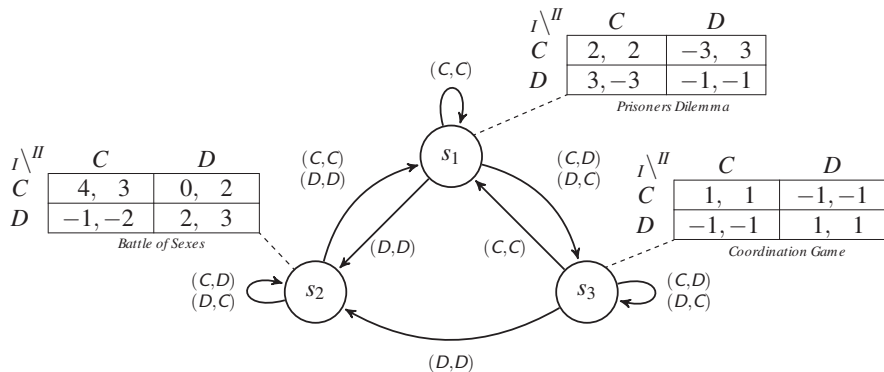 I\II C D
C 2, 2 −3, 3
D 3,−3 −1,−1
Prisoners Dilemma
(C,C)
s1
I\II C D
C 4, 3 0, 2
D −1,−2 2, 3
Battle of Sexes
(C,C)
(D,D)
(C,D)
(D,C)
I\II C D
C 1, 1 −1,−1
D −1,−1 1, 1
Coordination Game
(D,D)
(C,C)
(C,D)
(D,C)
s2
s3
(C,D)
(D,C)
(D,D)